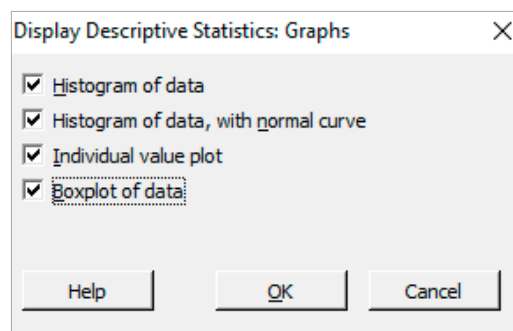 Display Descriptive Statistics: Graphs
Histogram of data
Histogram of data, with normal curve
Individual value plot
Boxplot of data
Help OK Cancel